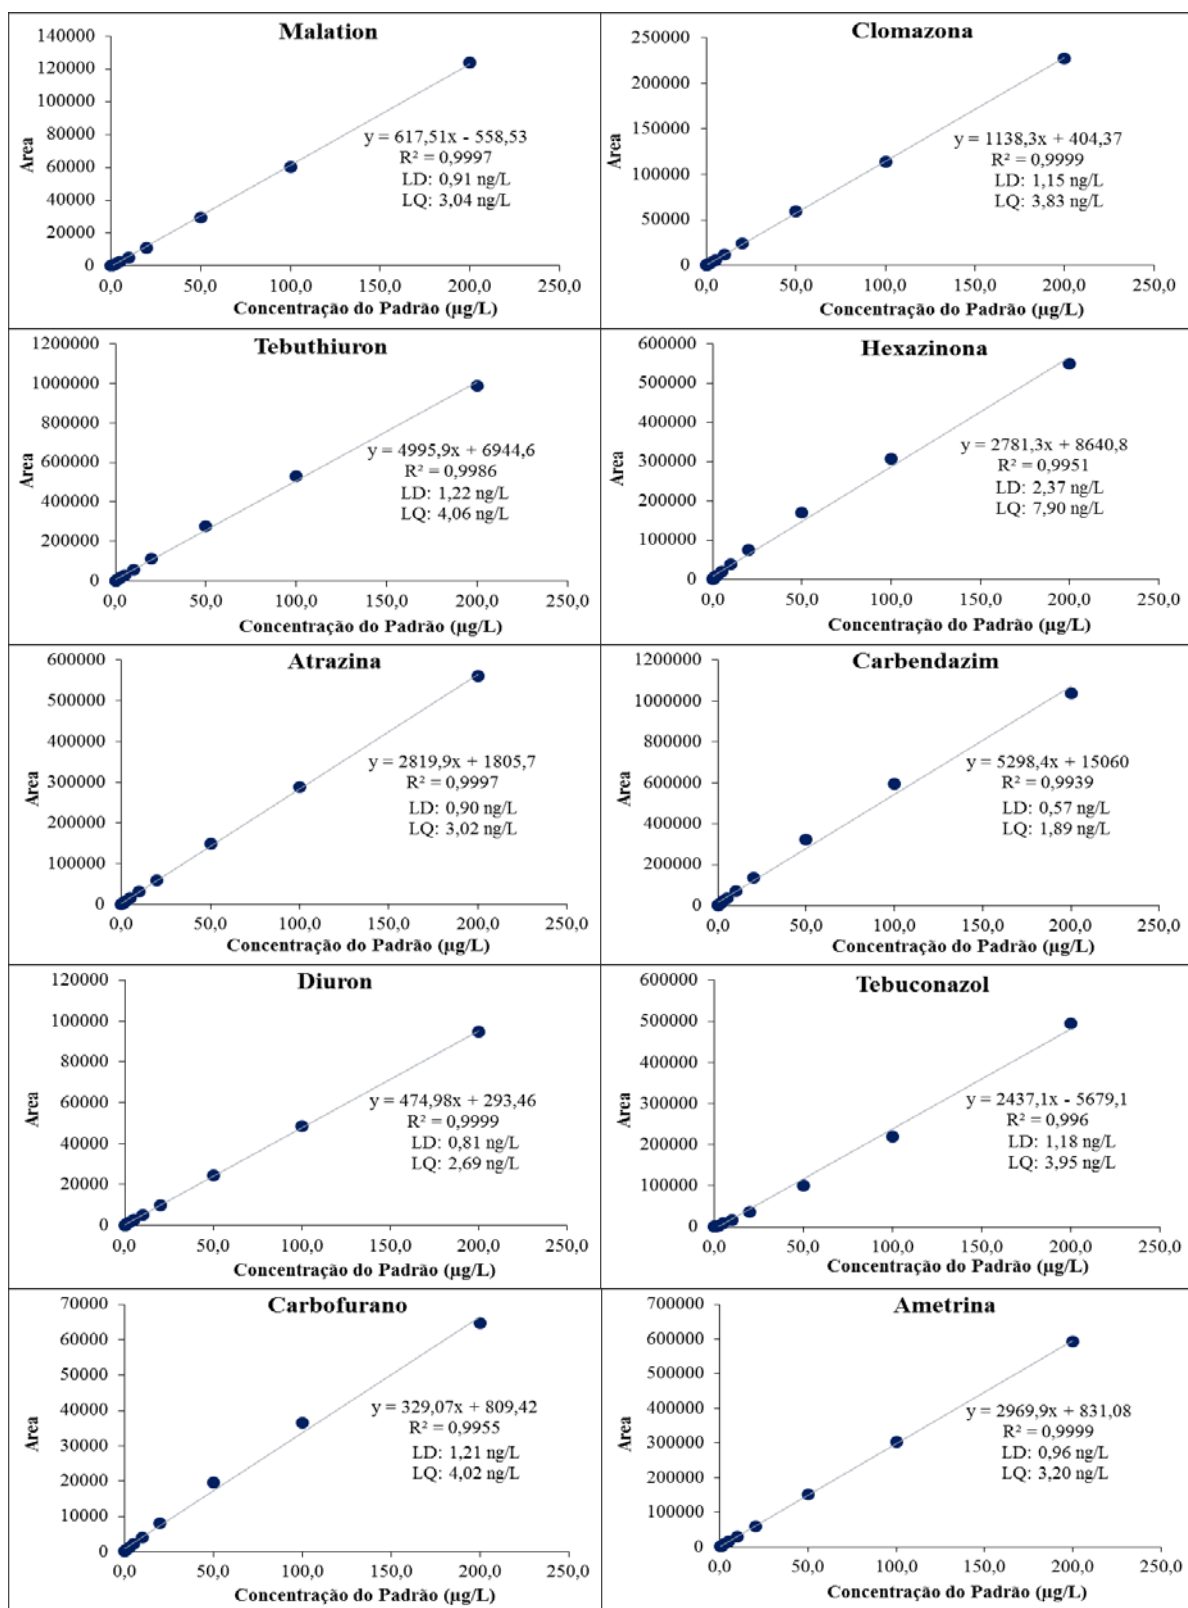 Malation
140000
120000
100000
80000
60000
40000
20000
0
Area
y = 617,51x - 558,53
R² = 0,9997
LD: 0,91 ng/L
LQ: 3,04 ng/L
0,0 50,0 100,0 150,0 200,0 250,0
Concentração do Padrão (µg/L)
Clomazona
250000
200000
150000
100000
50000
0
Area
y = 1138,3x + 404,37
R² = 0,9999
LD: 1,15 ng/L
LQ: 3,83 ng/L
0,0 50,0 100,0 150,0 200,0 250,0
Concentração do Padrão (µg/L)
Tebuthiuron
1200000
1000000
800000
600000
400000
200000
0
Area
y = 4995,9x + 6944,6
R² = 0,9986
LD: 1,22 ng/L
LQ: 4,06 ng/L
0,0 50,0 100,0 150,0 200,0 250,0
Concentração do Padrão (µg/L)
Hexazinona
600000
500000
400000
300000
200000
100000
0
Area
y = 2781,3x + 8640,8
R² = 0,9951
LD: 2,37 ng/L
LQ: 7,90 ng/L
0,0 50,0 100,0 150,0 200,0 250,0
Concentração do Padrão (µg/L)
Atrazina
600000
500000
400000
300000
200000
100000
0
Area
y = 2819,9x + 1805,7
R² = 0,9997
LD: 0,90 ng/L
LQ: 3,02 ng/L
0,0 50,0 100,0 150,0 200,0 250,0
Concentração do Padrão (µg/L)
Carbendazim
1200000
1000000
800000
600000
400000
200000
0
Area
y = 5298,4x + 15060
R² = 0,9939
LD: 0,57 ng/L
LQ: 1,89 ng/L
0,0 50,0 100,0 150,0 200,0 250,0
Concentração do Padrão (µg/L)
Diuron
120000
100000
80000
60000
40000
20000
0
Area
y = 474,98x + 293,46
R² = 0,9999
LD: 0,81 ng/L
LQ: 2,69 ng/L
0,0 50,0 100,0 150,0 200,0 250,0
Concentração do Padrão (µg/L)
Tebuconazol
600000
500000
400000
300000
200000
100000
0
Area
y = 2437,1x - 5679,1
R² = 0,996
LD: 1,18 ng/L
LQ: 3,95 ng/L
0,0 50,0 100,0 150,0 200,0 250,0
Concentração do Padrão (µg/L)
Carbofurano
70000
60000
50000
40000
30000
20000
10000
0
Area
y = 329,07x + 809,42
R² = 0,9955
LD: 1,21 ng/L
LQ: 4,02 ng/L
0,0 50,0 100,0 150,0 200,0 250,0
Concentração do Padrão (µg/L)
Ametrina
700000
600000
500000
400000
300000
200000
100000
0
Area
y = 2969,9x + 831,08
R² = 0,9999
LD: 0,96 ng/L
LQ: 3,20 ng/L
0,0 50,0 100,0 150,0 200,0 250,0
Concentração do Padrão (µg/L)